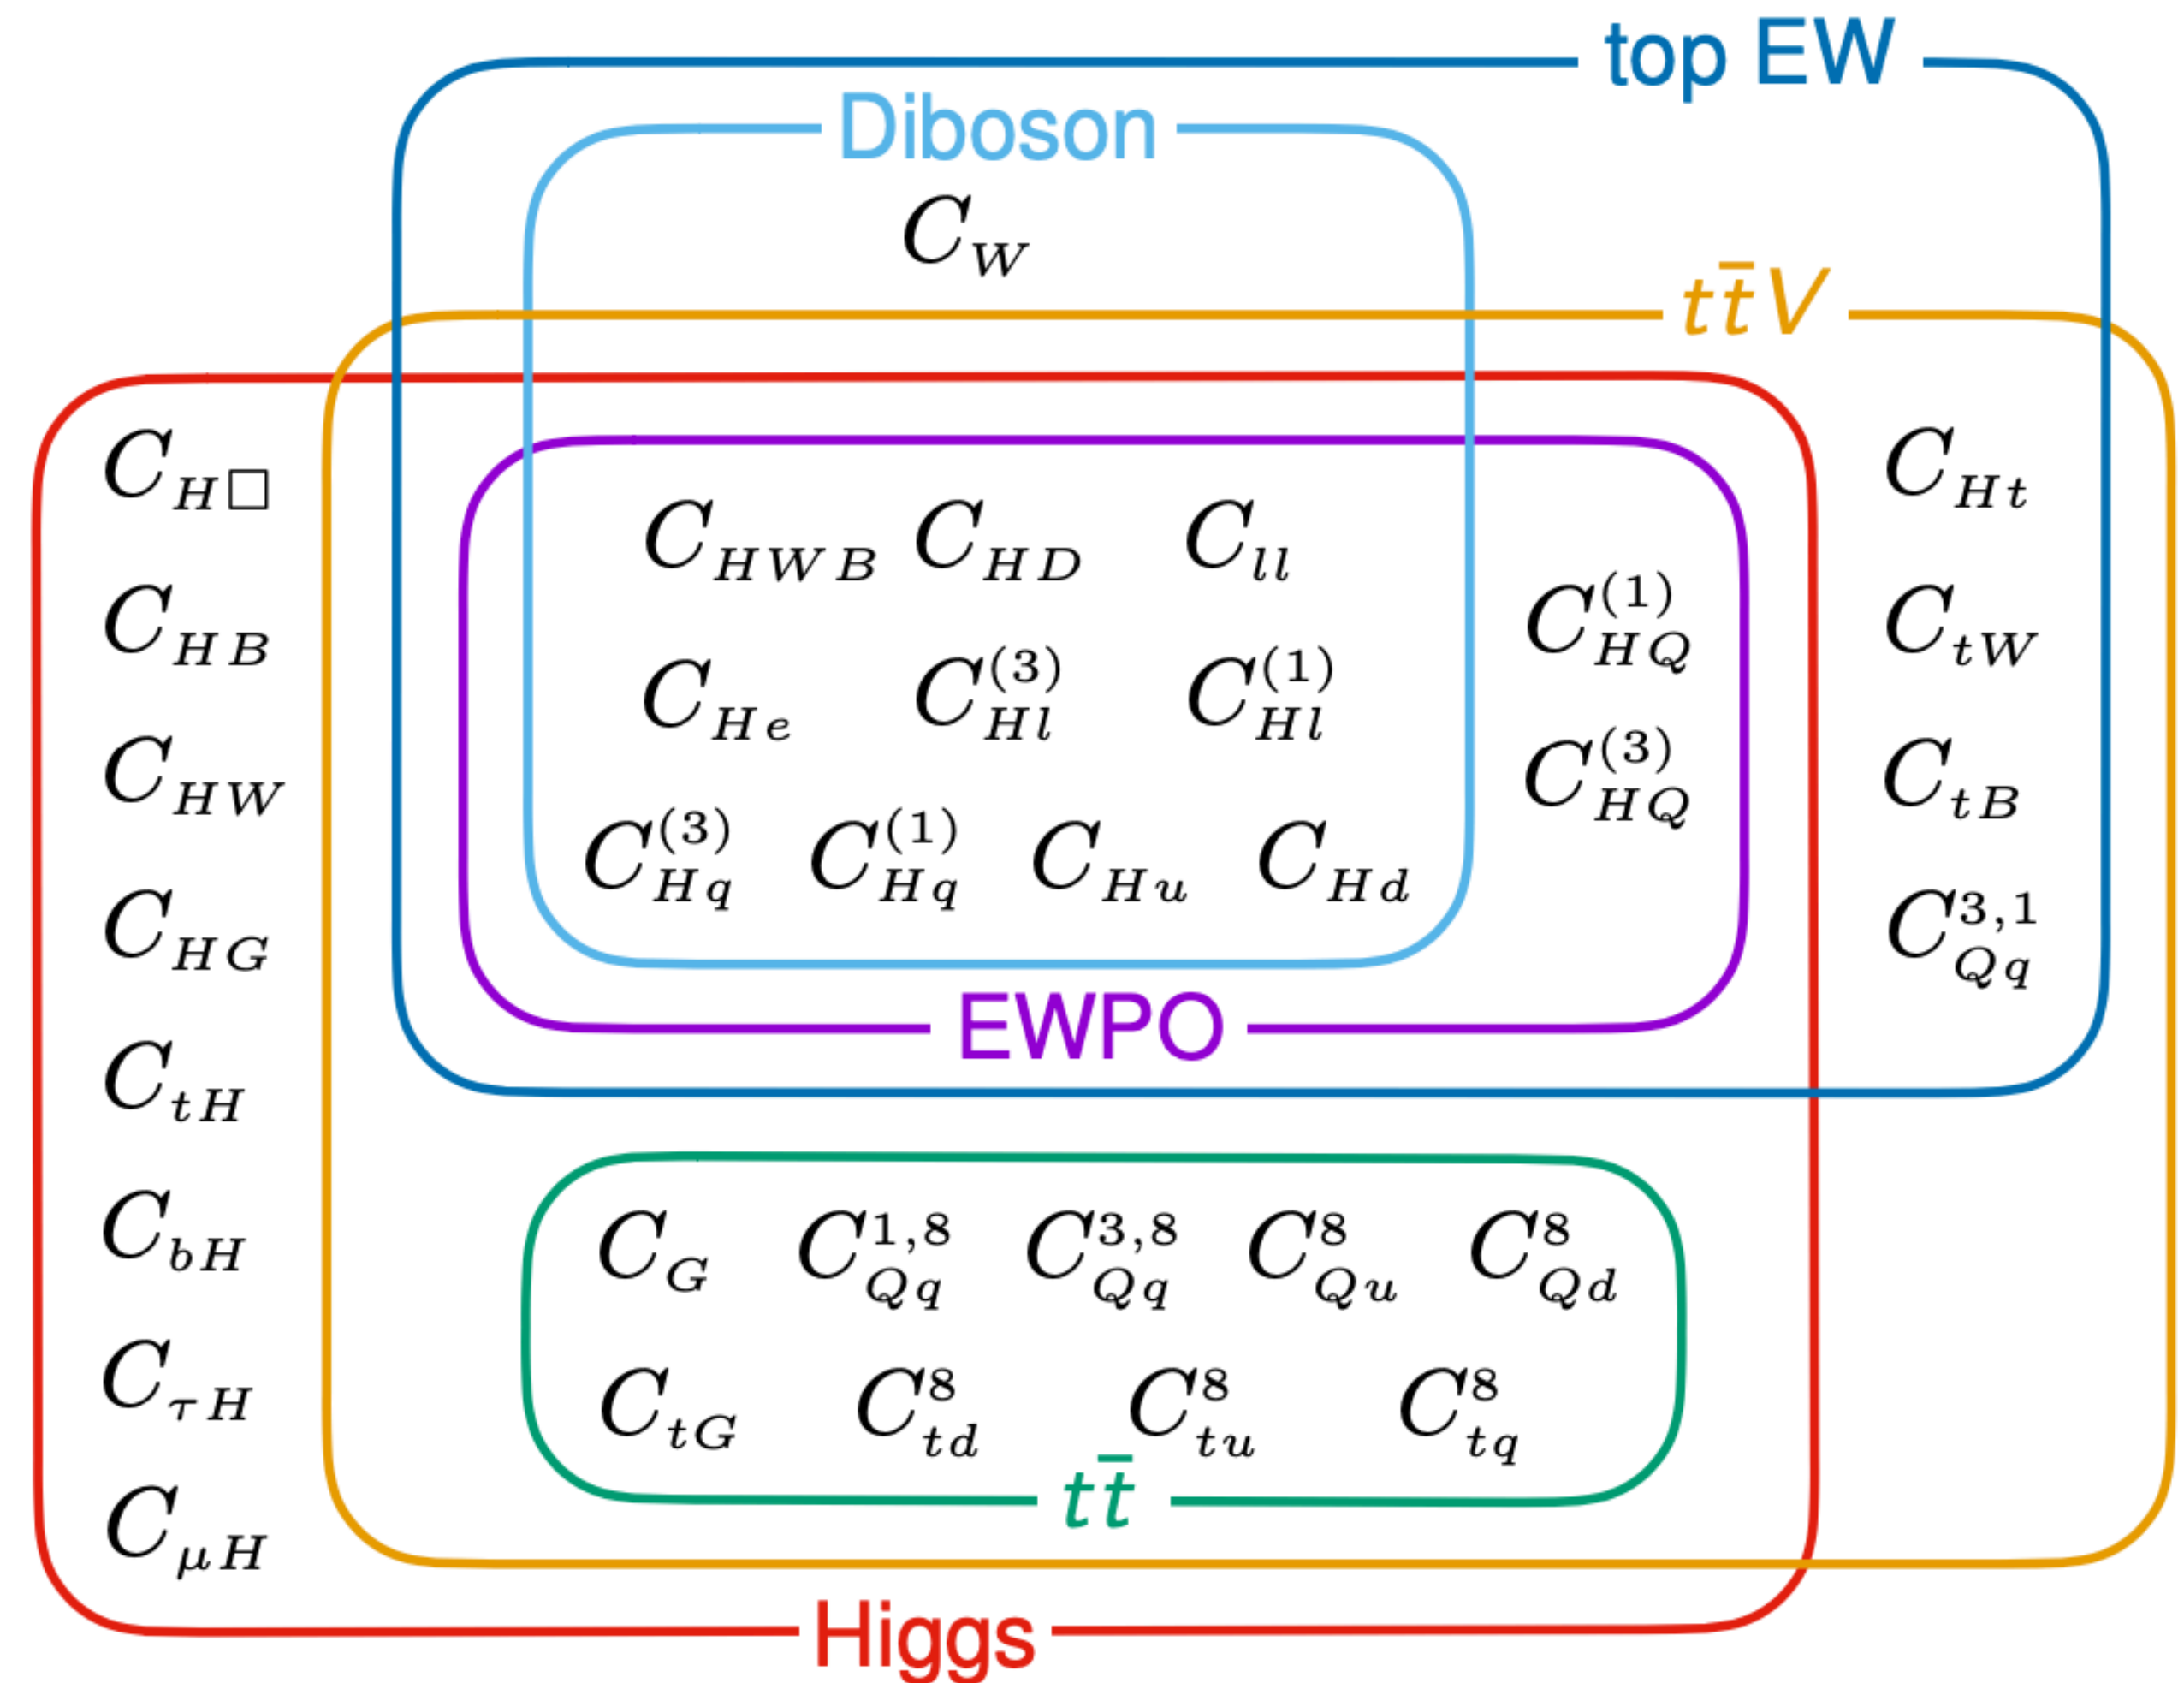 top EW
Diboson
C_W
t\bar{t}V
C_{H□}
C_{HWB} C_{HD} C_{ll}
C_{Ht}
C_{HB}
C_{HQ}^{(1)}
C_{tW}
C_{He} C_{Hl}^{(3)} C_{Hl}^{(1)}
C_{HW}
C_{HQ}^{(3)}
C_{tB}
C_{Hq}^{(3)} C_{Hq}^{(1)} C_{Hu} C_{Hd}
C_{HG}
C_{Qq}^{3,1}
EWPO
C_{tH}
C_{bH}
C_G C_{Qq}^{1,8} C_{Qq}^{3,8} C_{Qu}^{8} C_{Qd}^{8}
C_{τH}
C_{tG} C_{td}^{8} C_{tu}^{8} C_{tq}^{8}
t\bar{t}
C_{μH}
Higgs